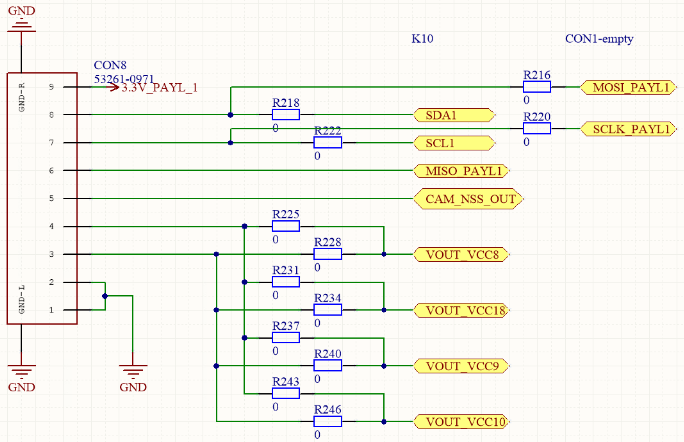 GND
K10
CON1-empty
CON8
53261-0971
GND-R
9
3.3V_PAYL_1
R216
0
MOSI_PAYL1
8
R218
0
SDA1
R220
0
SCLK_PAYL1
7
R222
0
SCL1
6
MISO_PAYL1
5
CAM_NSS_OUT
4
R225
0
3
R228
0
VOUT_VCC8
2
R231
0
GND-L
1
R234
0
VOUT_VCC18
R237
0
R240
0
VOUT_VCC9
GND
GND
R243
0
R246
0
VOUT_VCC10